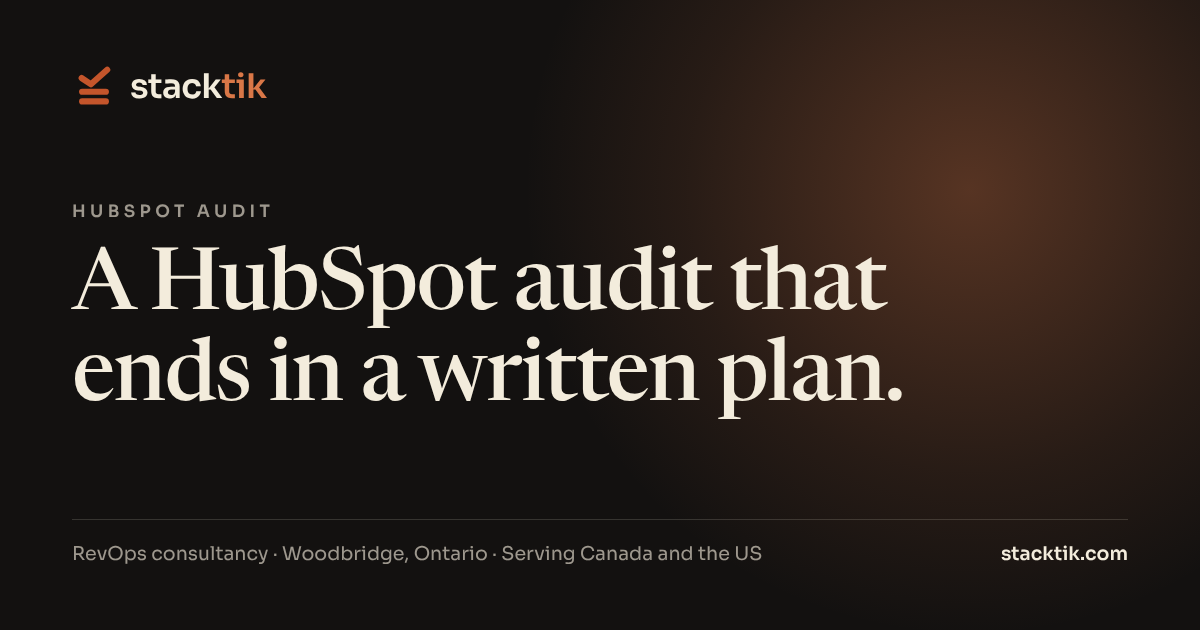 stacktik
HUBSPOT AUDIT
A HubSpot audit that
ends in a written plan.
RevOps consultancy · Woodbridge, Ontario · Serving Canada and the US
stacktik.com